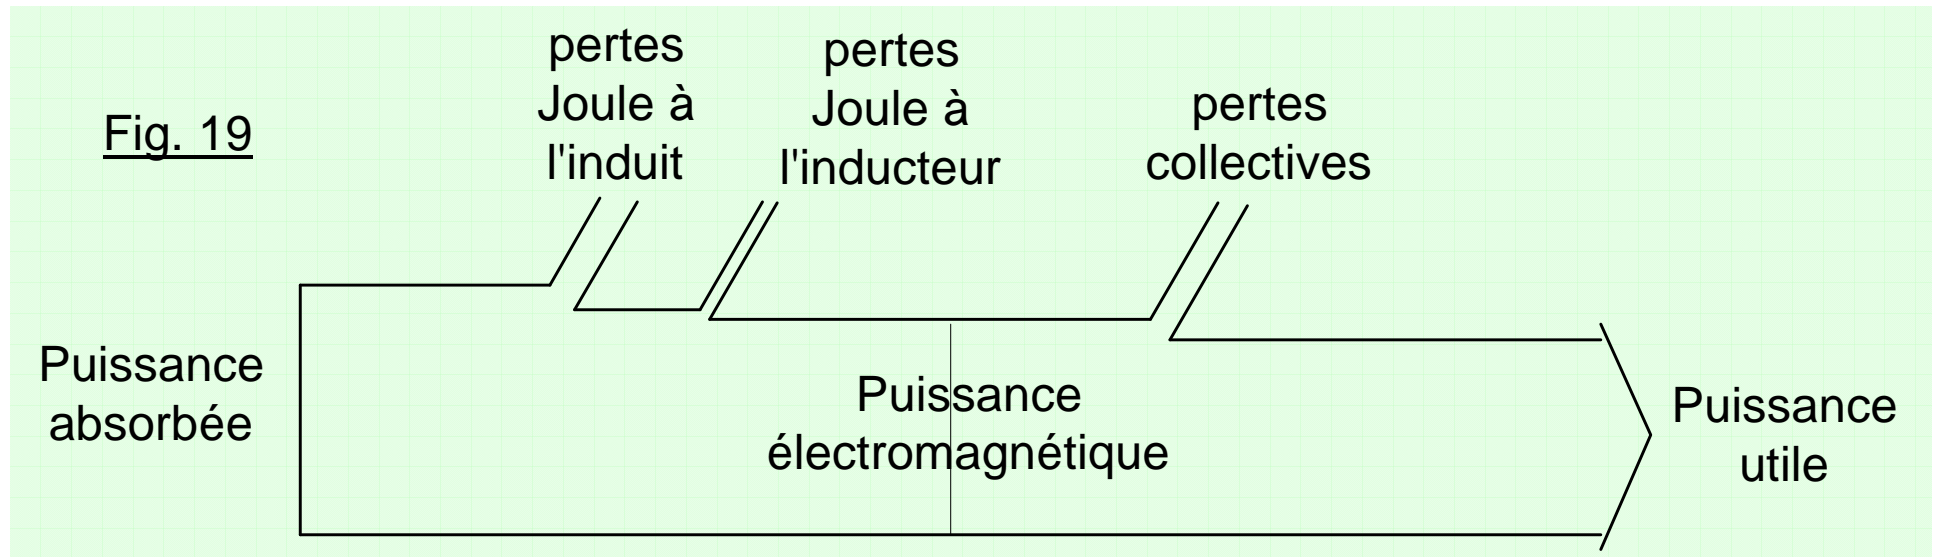 Fig. 19
pertes
Joule à
l'induit
pertes
Joule à
l'inducteur
pertes
collectives
Puissance
absorbée
Puissance
électromagnétique
Puissance
utile